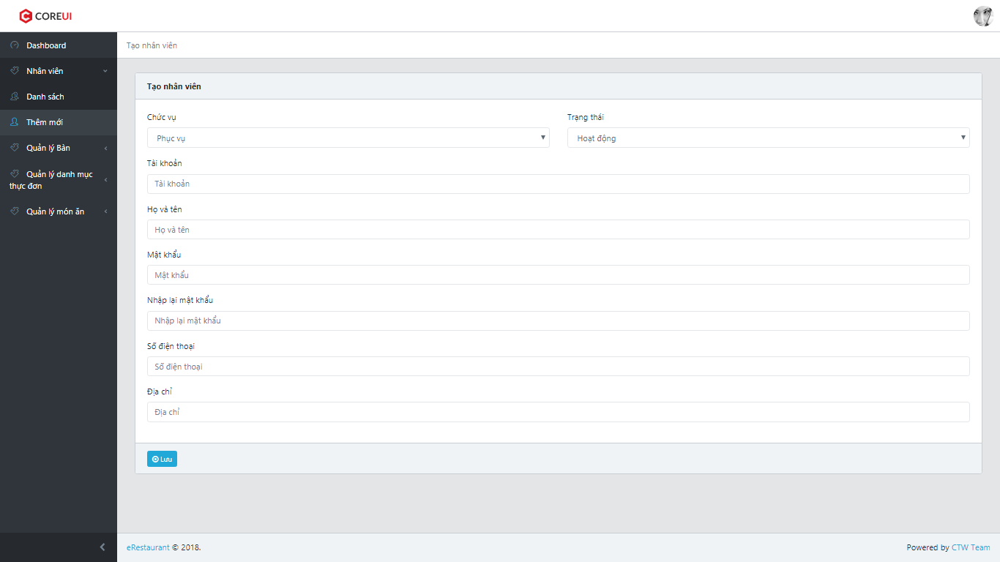 COREUI
Dashboard
Nhân viên
Danh sách
Thêm mới
Quản lý Bàn
Quản lý danh mục
thực đơn
Quản lý món ăn
Tạo nhân viên
Tạo nhân viên
Chức vụ
Trạng thái
Phục vụ
Hoạt động
Tài khoản
Tài khoản
Họ và tên
Họ và tên
Mật khẩu
Mật khẩu
Nhập lại mật khẩu
Nhập lại mật khẩu
Số điện thoại
Số điện thoại
Địa chỉ
Địa chỉ
Lưu
eRestaurant © 2018.
Powered by CTW Team